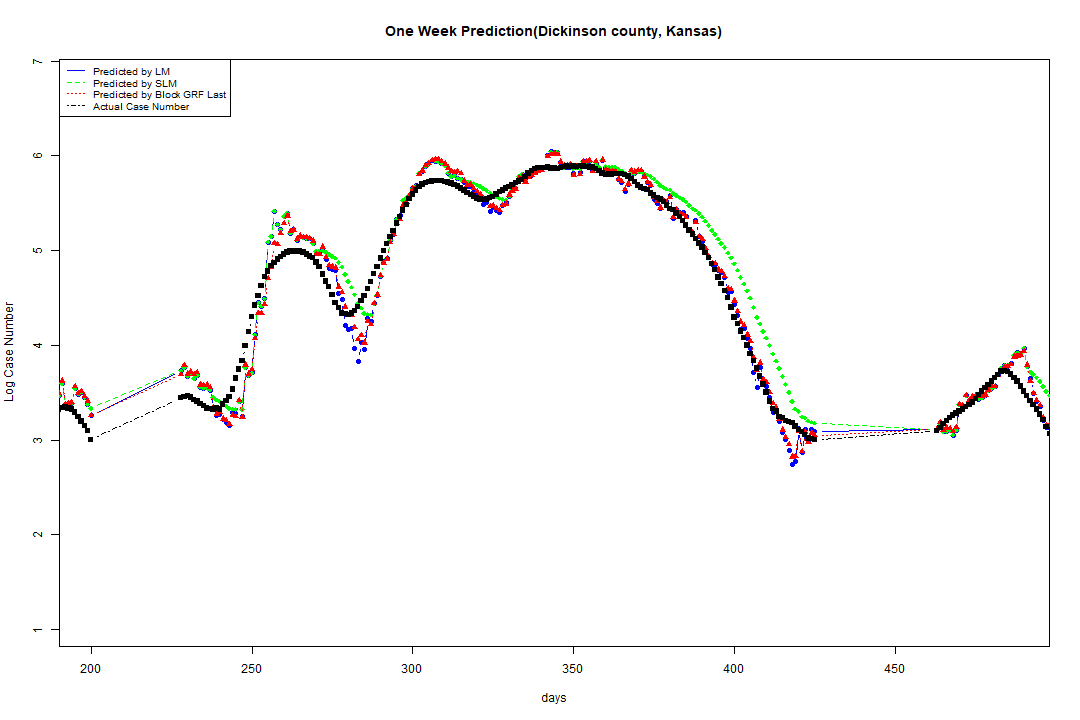 One Week Prediction(Dickinson county, Kansas)
Predicted by LM
Predicted by SLM
Predicted by Block GRF Last
Actual Case Number
7
6
5
4
3
2
1
Log Case Number
200 250 300 350 400 450
days